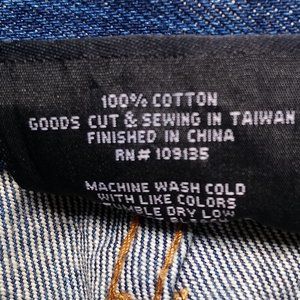 100% COTTON
GOODS CUT & SEWING IN TAIWAN
FINISHED IN CHINA
RN# 109135
MACHINE WASH COLD
WITH LIKE COLORS
TUMBLE DRY LOW